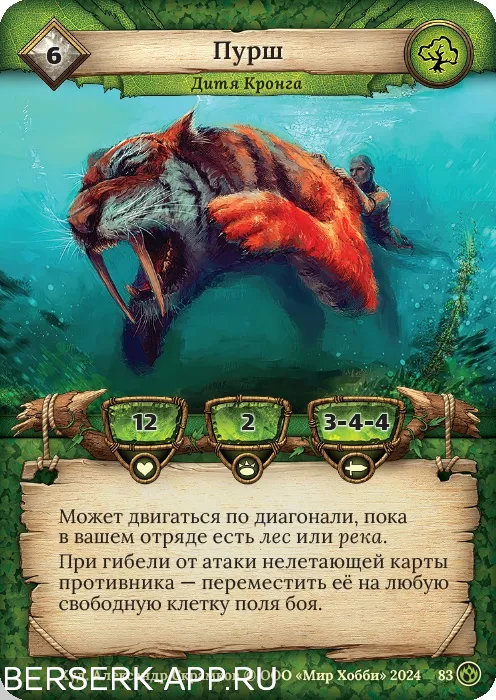 6
Пурш
Дитя Кронга
12
2
3-4-4
Может двигаться по диагонали, пока
в вашем отряде есть лес или река.
При гибели от атаки нелетающей карты
противника — переместить её на любую
свободную клетку поля боя.
© ООО «Мир Хобби» 2024
83
BERSERK-APP.RU